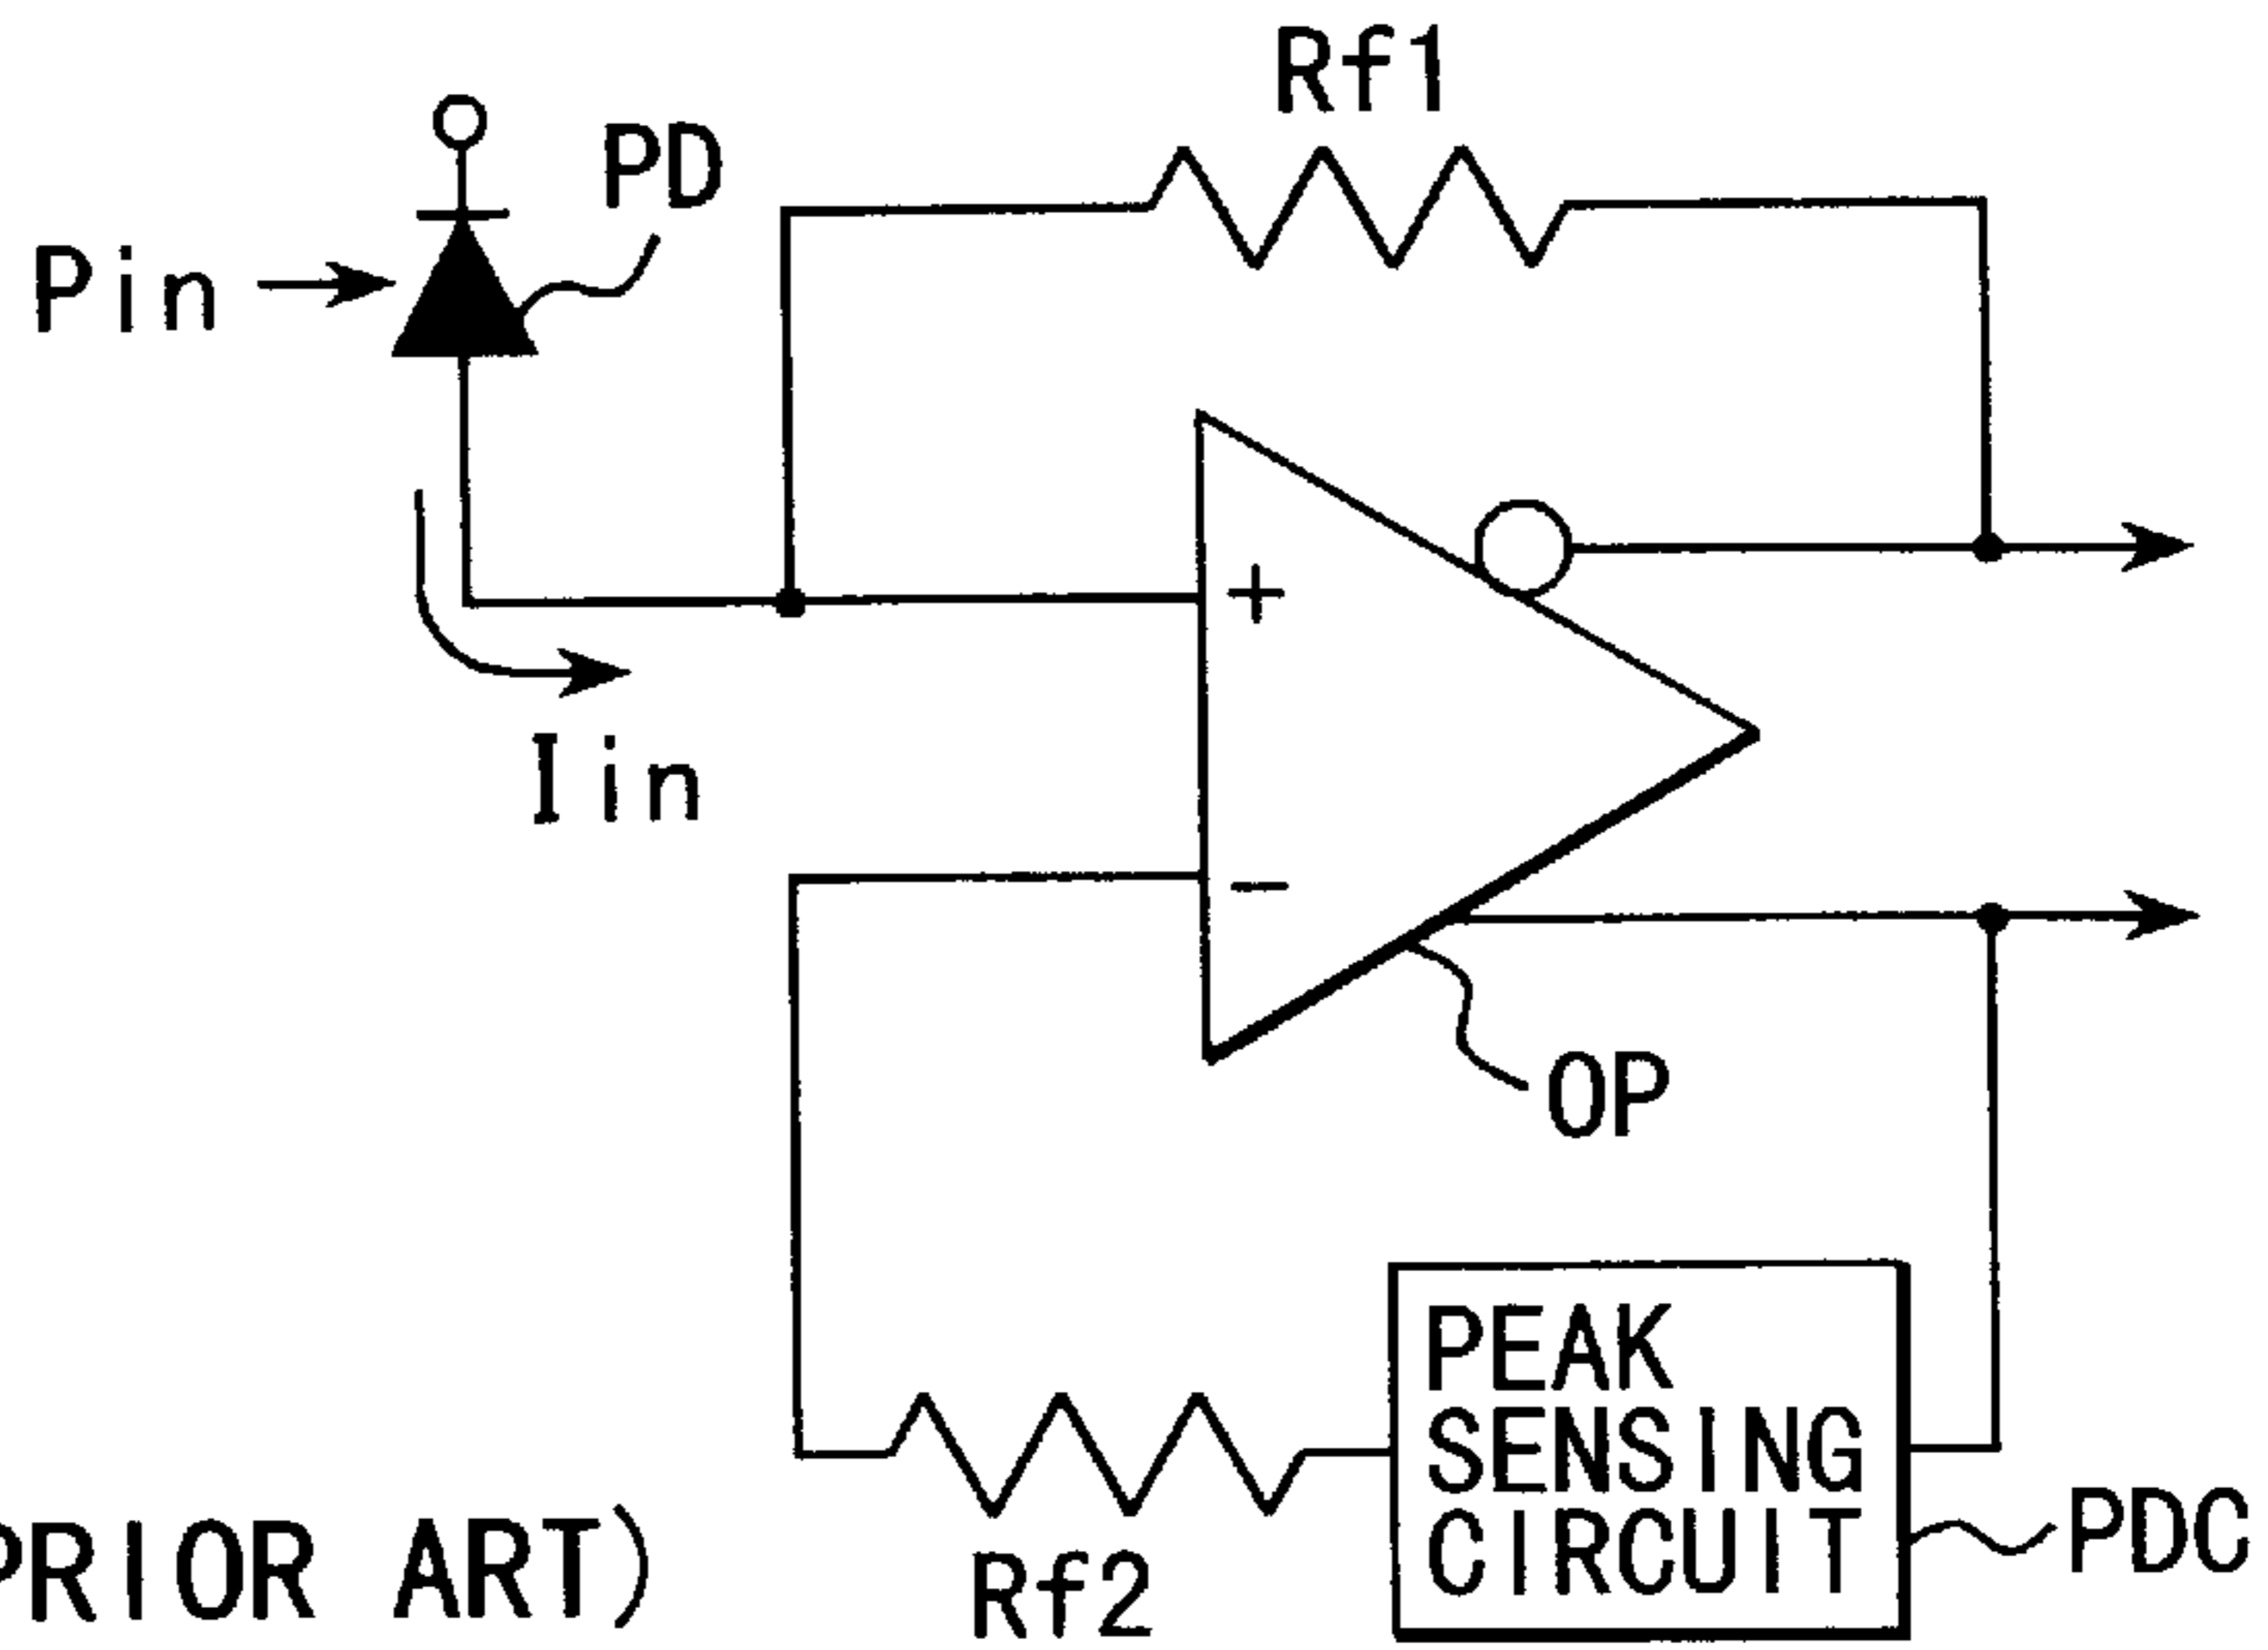 Rf1
PD
Pin
+
Iin
-
OP
PEAK
SENSING
CIRCUIT
PDC
Rf2
PRIOR ART)